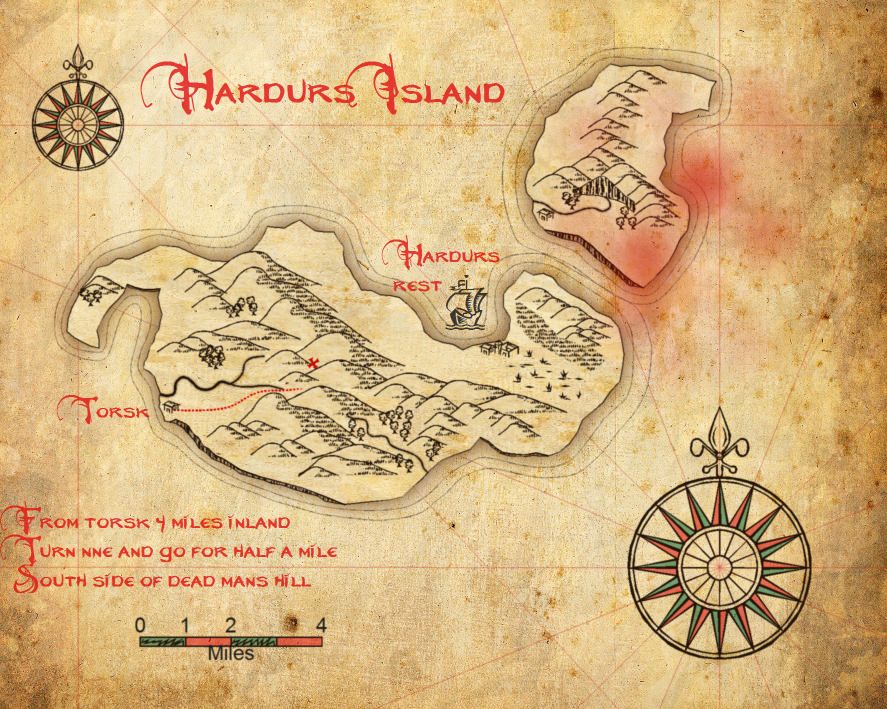 Hardurs Island
Hardurs
rest
Torsk
From torsk 4 miles inland
Turn nne and go for half a mile
South side of dead mans hill
0 1 2 4
Miles